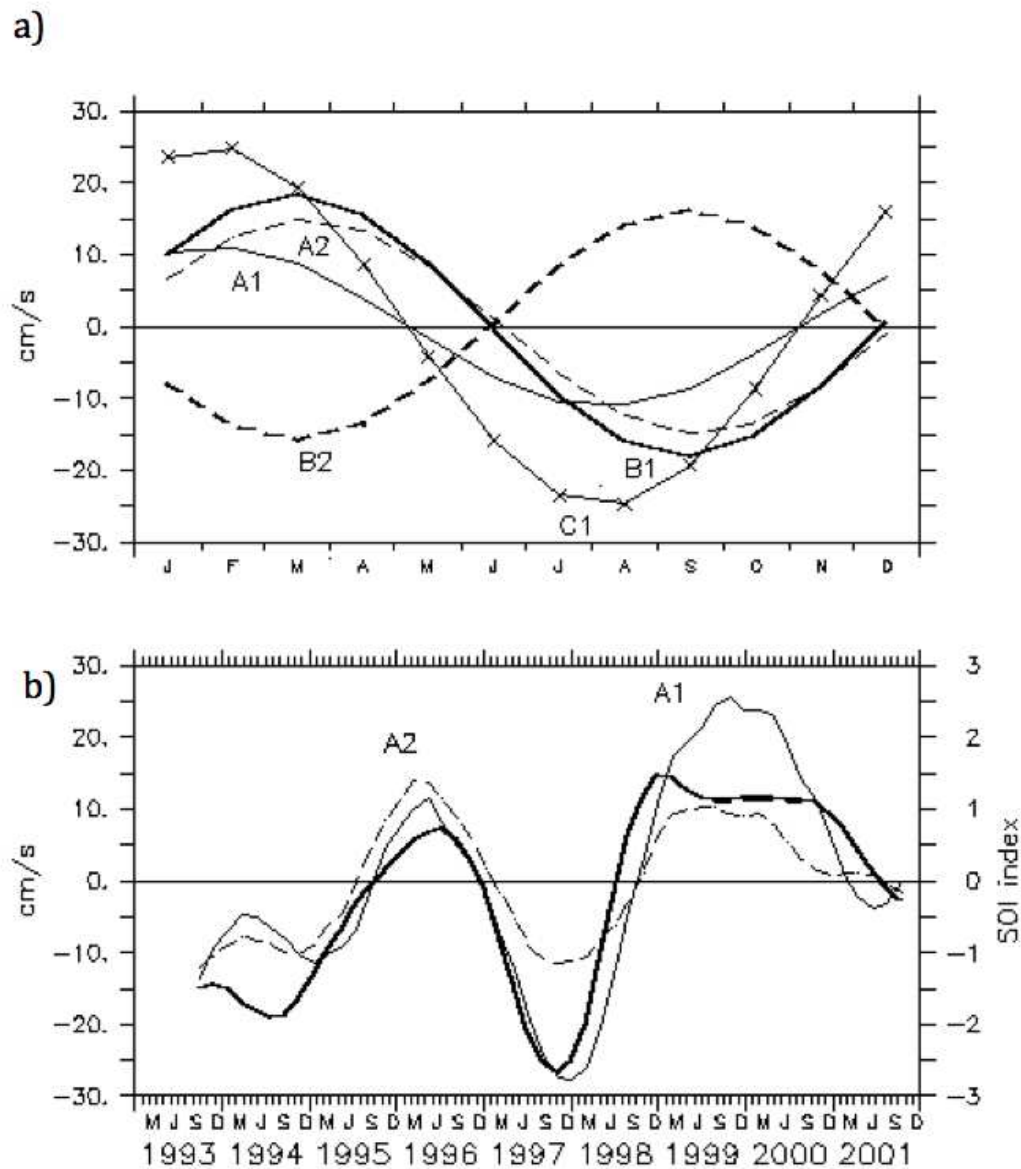 a)
30.
20.
10.
0.
-10.
-20.
-30.
cm/s
A2
A1
B2
B1
C1
J F M A M J J A S O N D
b)
30. 3
20. 2
10. 1
0. 0
-10. -1
-20. -2
-30. -3
cm/s
SOI index
A1
A2
M J S D M J S D M J S D M J S D M J S D M J S D M J S D M J S D M J S D
1993 1994 1995 1996 1997 1998 1999 2000 2001